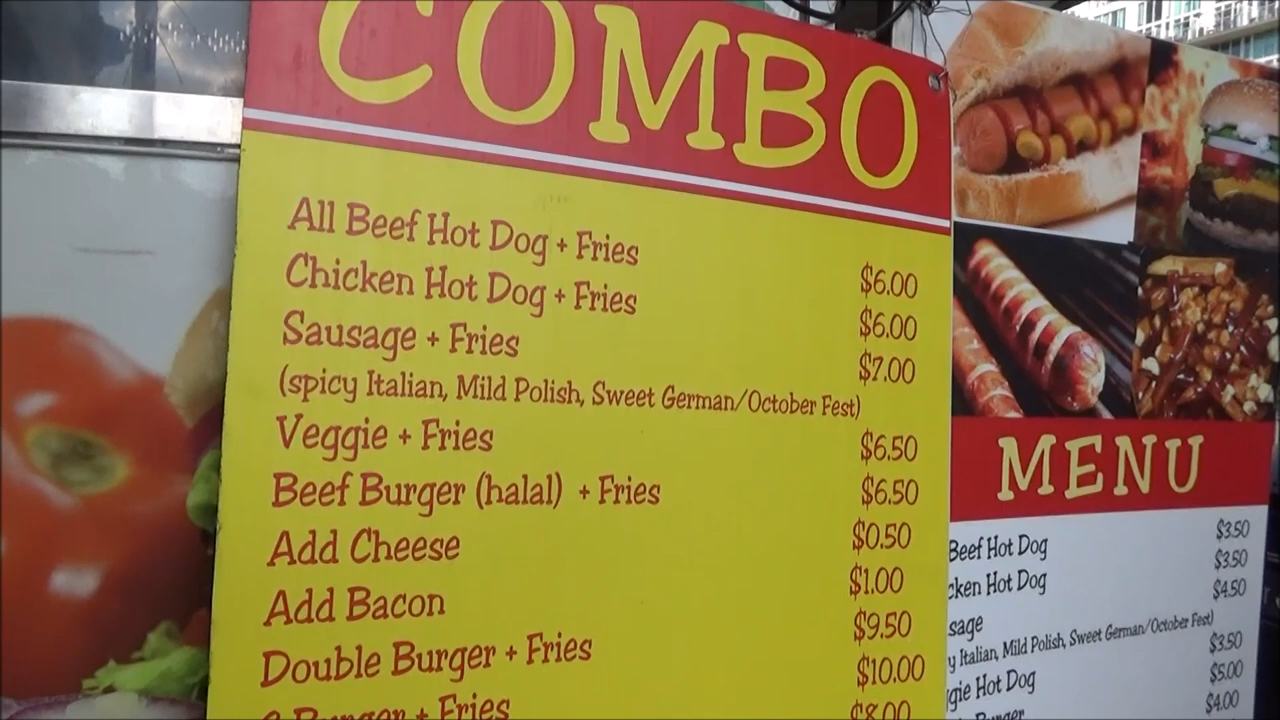 COMBO
All Beef Hot Dog + Fries $6.00
Chicken Hot Dog + Fries $6.00
Sausage + Fries $7.00
(spicy Italian, Mild Polish, Sweet German/October Fest)
Veggie + Fries $6.50
Beef Burger (halal) + Fries $6.50
Add Cheese $0.50
Add Bacon $1.00
Double Burger + Fries $9.50
Burger + Fries $10.00
$8.00
MENU
Beef Hot Dog $3.50
cken Hot Dog $3.50
sage $4.50
y Italian, Mild Polish, Sweet German/October Fest)
gie Hot Dog $3.50
Burger $5.00
$4.00